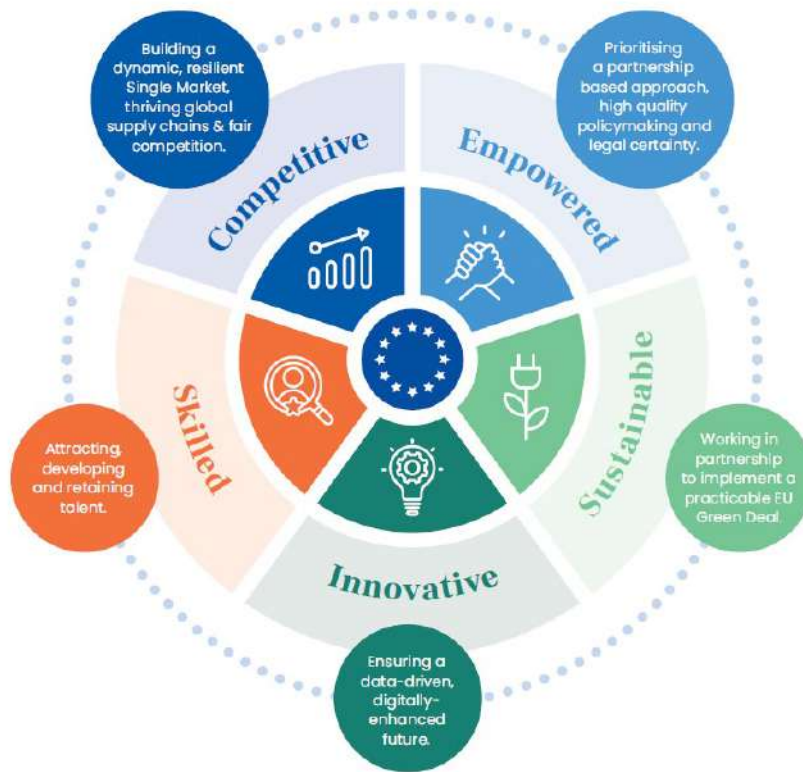 Building a
dynamic, resilient
Single Market,
thriving global
supply chains & fair
competition.
Prioritising
a partnership
based approach,
high quality
policymaking and
legal certainty.
Competitive
Empowered
Skilled
Sustainable
Attracting,
developing
and retaining
talent.
Working in
partnership
to implement a
practicable EU
Green Deal.
Innovative
Ensuring a
data-driven,
digitally-
enhanced
future.